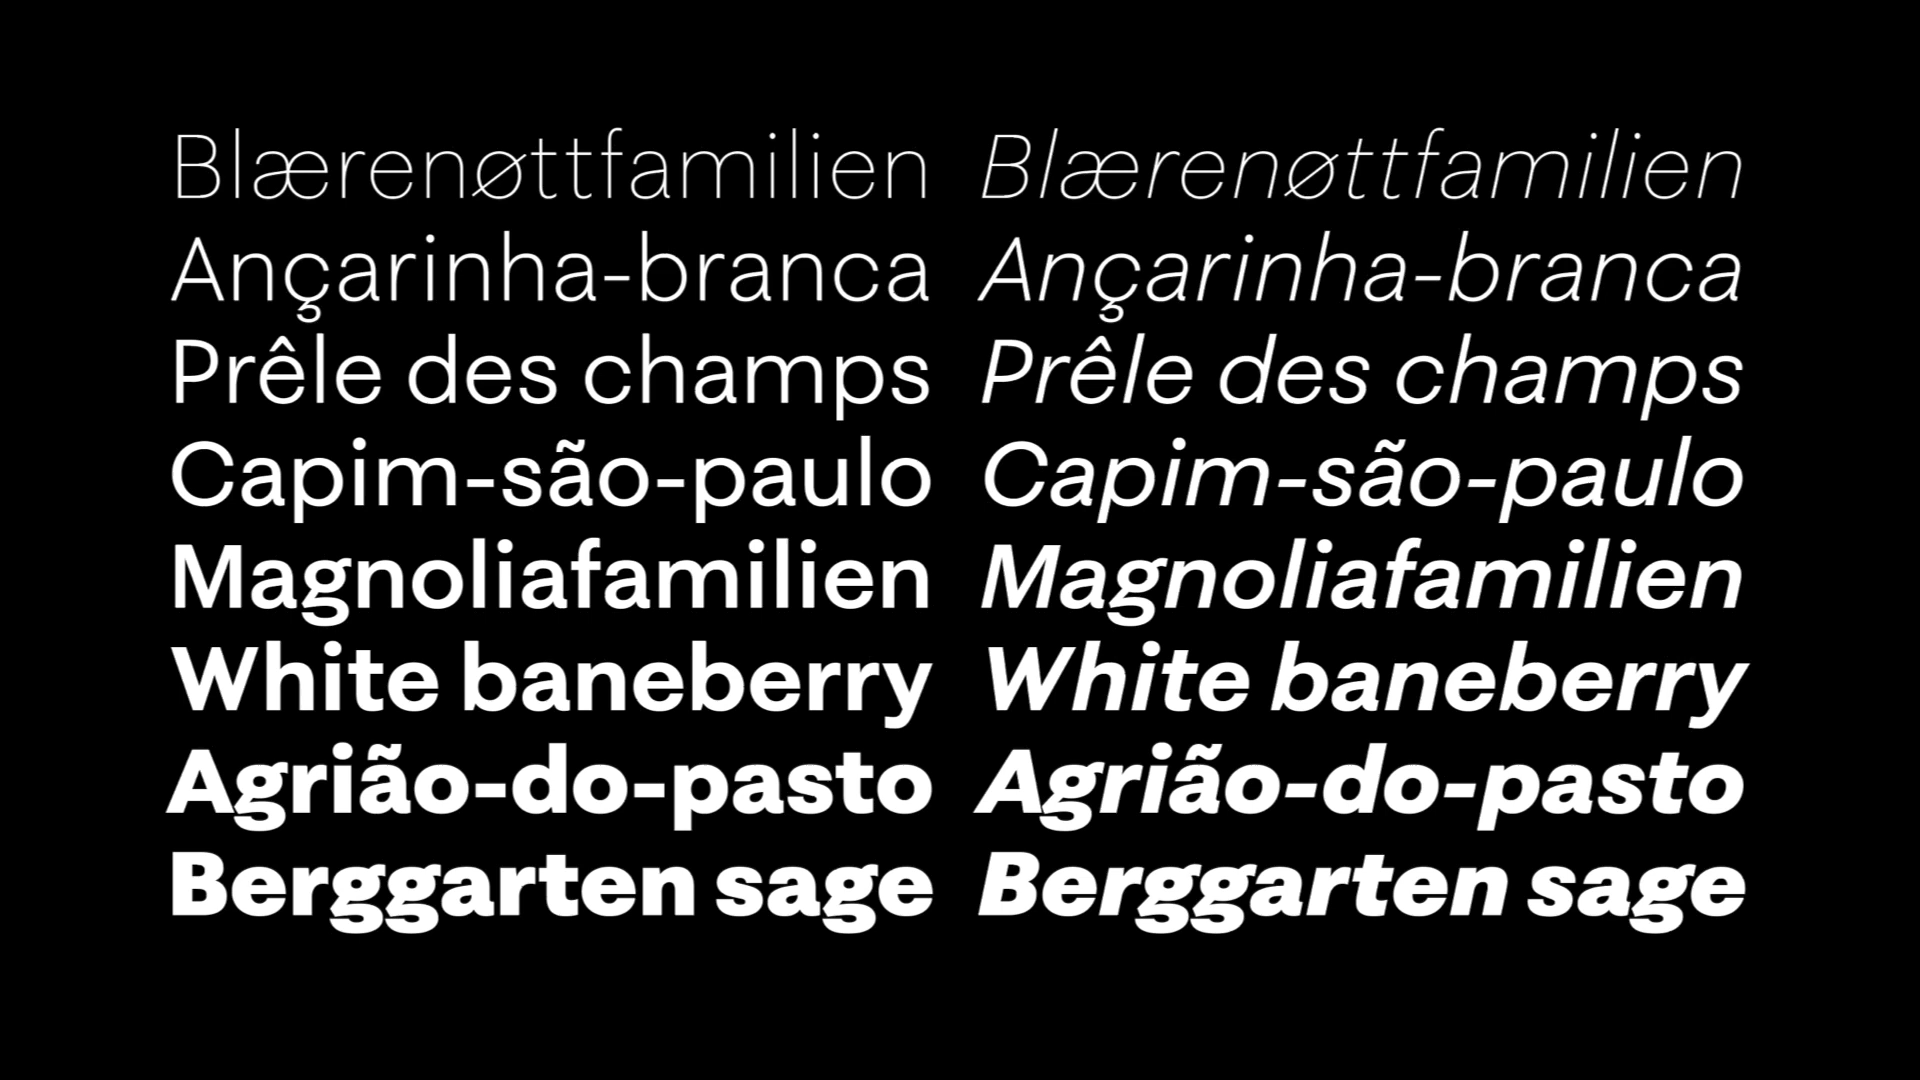 Blærenøttfamilien Blærenøttfamilien
Ançarinha-branca Ançarinha-branca
Prêle des champs Prêle des champs
Capim-são-paulo Capim-são-paulo
Magnoliafamilien Magnoliafamilien
White baneberry White baneberry
Agrião-do-pasto Agrião-do-pasto
Berggarten sage Berggarten sage